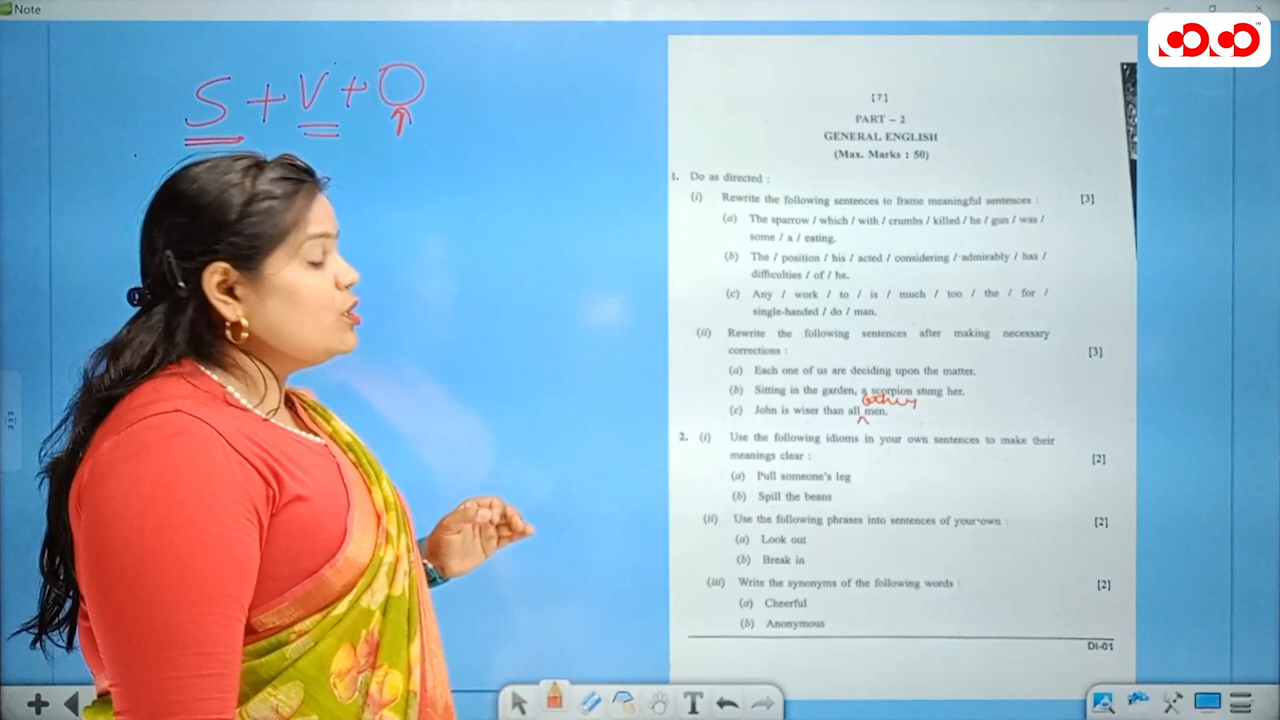 Note
S + V + O
[7]
PART – 2
GENERAL ENGLISH
(Max. Marks : 50)
1. Do as directed :
(i) Rewrite the following sentences to frame meaningful sentences : [3]
(a) The sparrow / which / with / crumbs / killed / he / gun / was /
some / a / eating.
(b) The / position / his / acted / considering / admirably / has /
difficulties / of / he.
(c) Any / work / to / is / much / too / the / for /
single-handed / do / man.
(ii) Rewrite the following sentences after making necessary
corrections : [3]
(a) Each one of us are deciding upon the matter.
(b) Sitting in the garden, a scorpion stung her.
other
(c) John is wiser than all men.
2. (i) Use the following idioms in your own sentences to make their
meanings clear : [2]
(a) Pull someone's leg
(b) Spill the beans
(ii) Use the following phrases into sentences of your own : [2]
(a) Look out
(b) Break in
(iii) Write the synonyms of the following words : [2]
(a) Cheerful
(b) Anonymous
DI-01
T